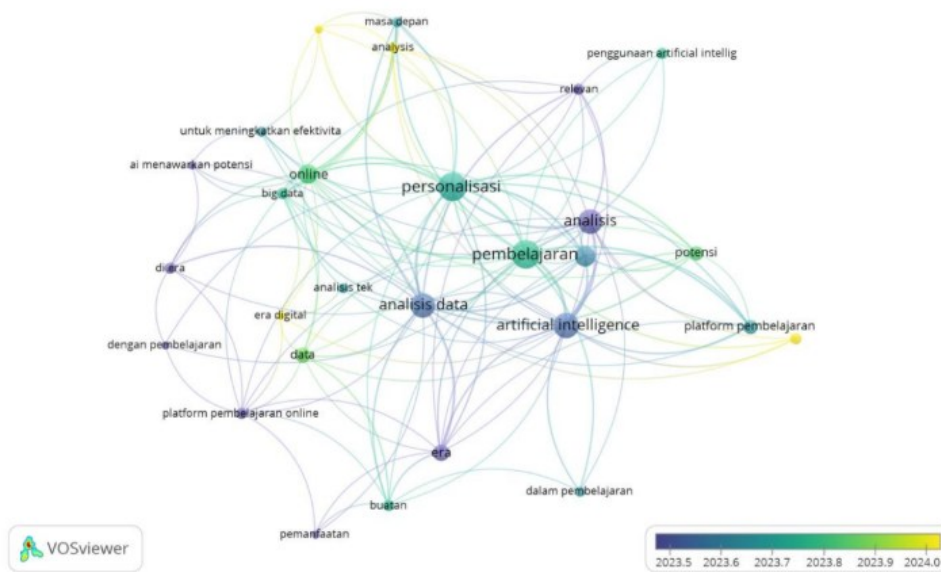 masa depan
analysis
penggunaan artificial intellig
relevan
untuk meningkatkan efektivita
ai menawarkan potensi
online
big data
personalisasi
analisis
pembelajaran
potensi
di era
analisis tek
analisis data
era digital
artificial intelligence
platform pembelajaran
dengan pembelajaran
data
platform pembelajaran online
era
dalam pembelajaran
buatan
pemanfaatan
VOSviewer
2023.5 2023.6 2023.7 2023.8 2023.9 2024.0